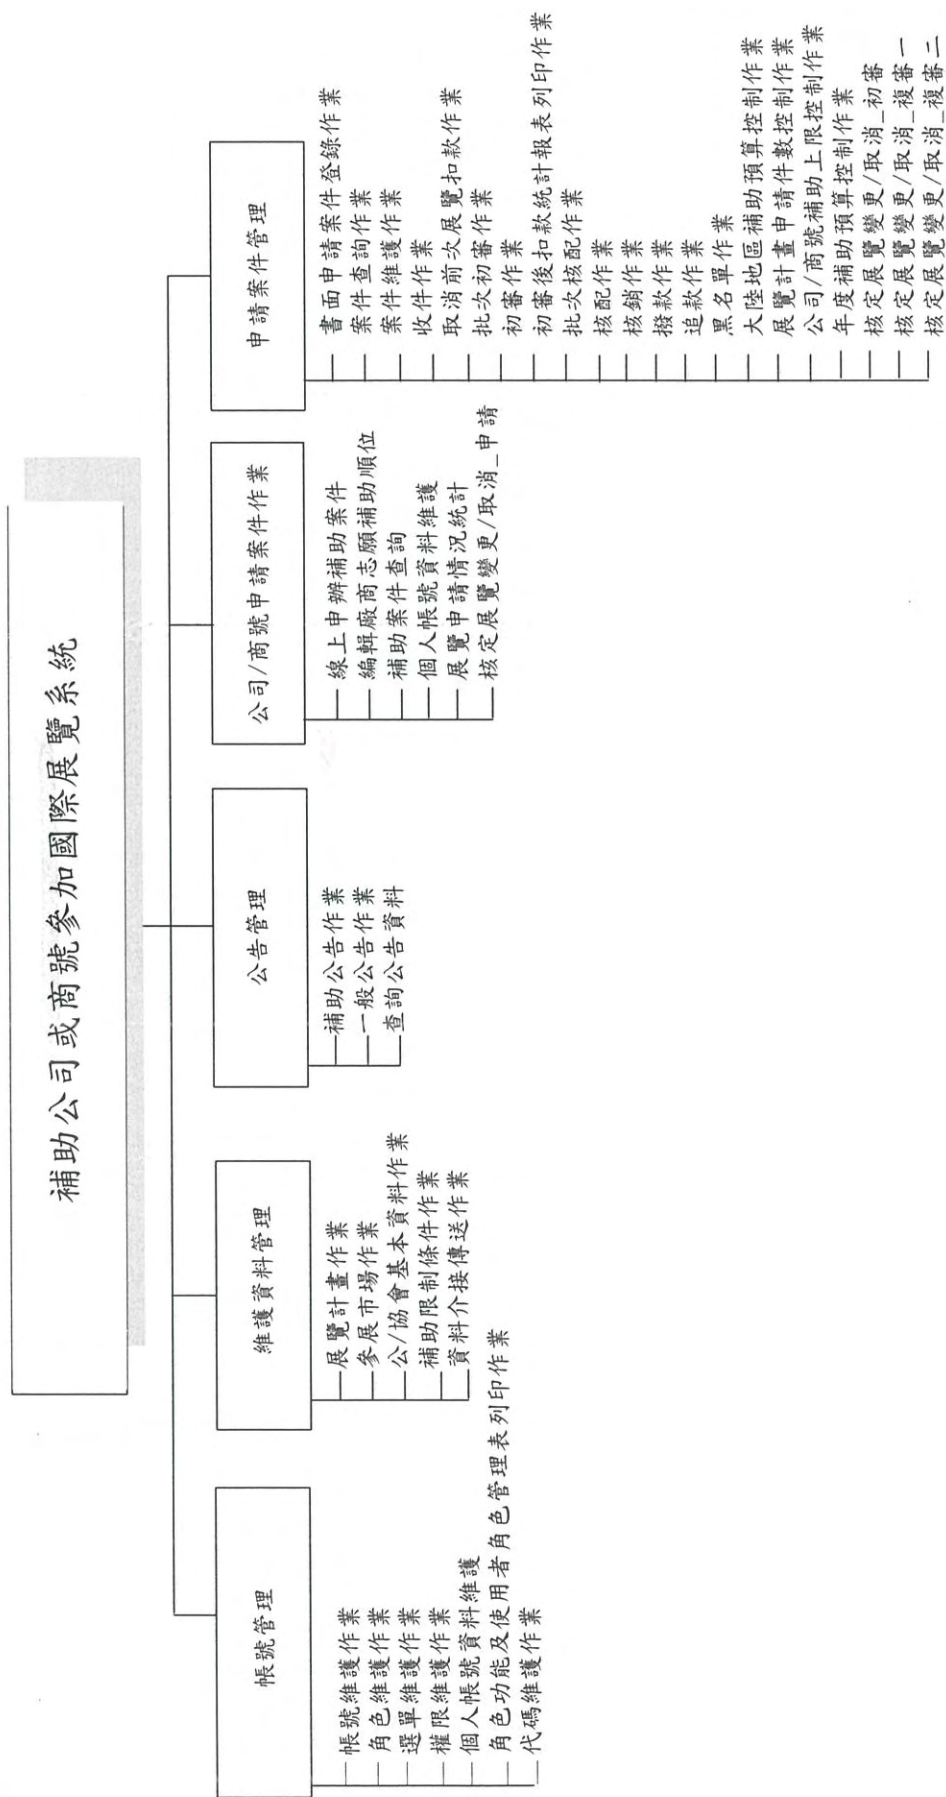 補助公司或商號參加國際展覽系統
帳號管理
帳號維護作業
角色維護作業
選單維護作業
權限維護作業
個人帳號資料維護
角色功能及使用者角色管理表列印作業
代碼維護作業
維護資料管理
展覽計畫作業
參展市場作業
公/協會基本資料作業
補助限制條件作業
資料介接傳送作業
公告管理
補助公告作業
一般公告作業
查詢公告資料
公司/商號申請案件作業
線上申辦補助案件
編輯廠商志願補助順位
補助案件查詢
個人帳號資料維護
展覽申請情況統計
核定展覽變更/取消_申請
申請案件管理
書面申請案件登錄作業
案件查詢作業
案件維護作業
收件作業
取消前次展覽扣款作業
批次初審作業
初審作業
初審後扣款統計報表列印作業
批次核配作業
核配作業
核銷作業
撥款作業
追款作業
黑名單作業
大陸地區補助預算控制作業
展覽計畫申請件數控制作業
公司/商號補助上限控制作業
年度補助預算控制作業
核定展覽變更/取消_初審
核定展覽變更/取消_複審一
核定展覽變更/取消_複審二